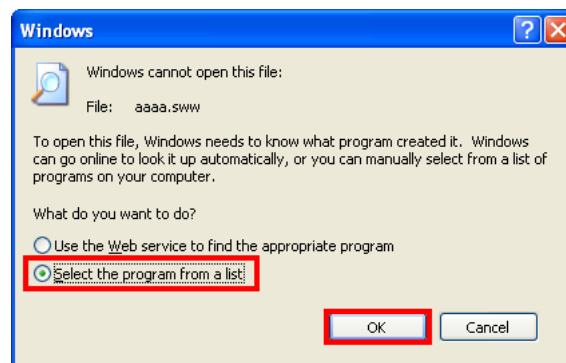 Windows
Windows cannot open this file:
File: aaaa.sww
To open this file, Windows needs to know what program created it. Windows
can go online to look it up automatically, or you can manually select from a list of
programs on your computer.
What do you want to do?
Use the Web service to find the appropriate program
Select the program from a list
OK Cancel